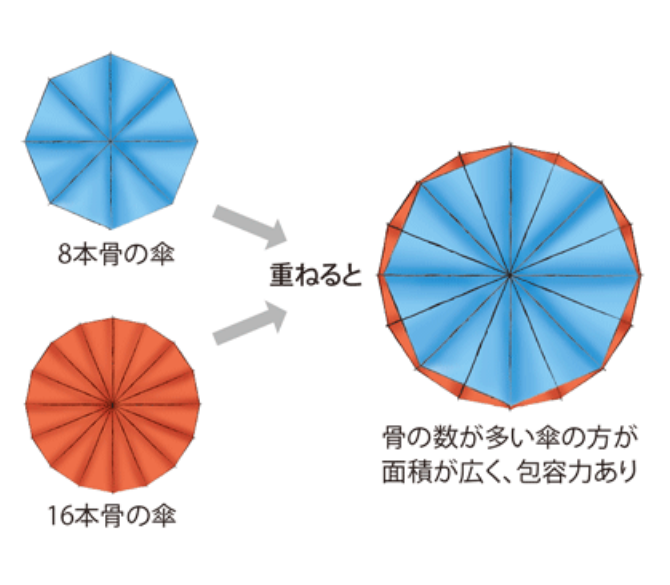 8本骨の傘
重ねると
16本骨の傘
骨の数が多い傘の方が
面積が広く、包容力あり